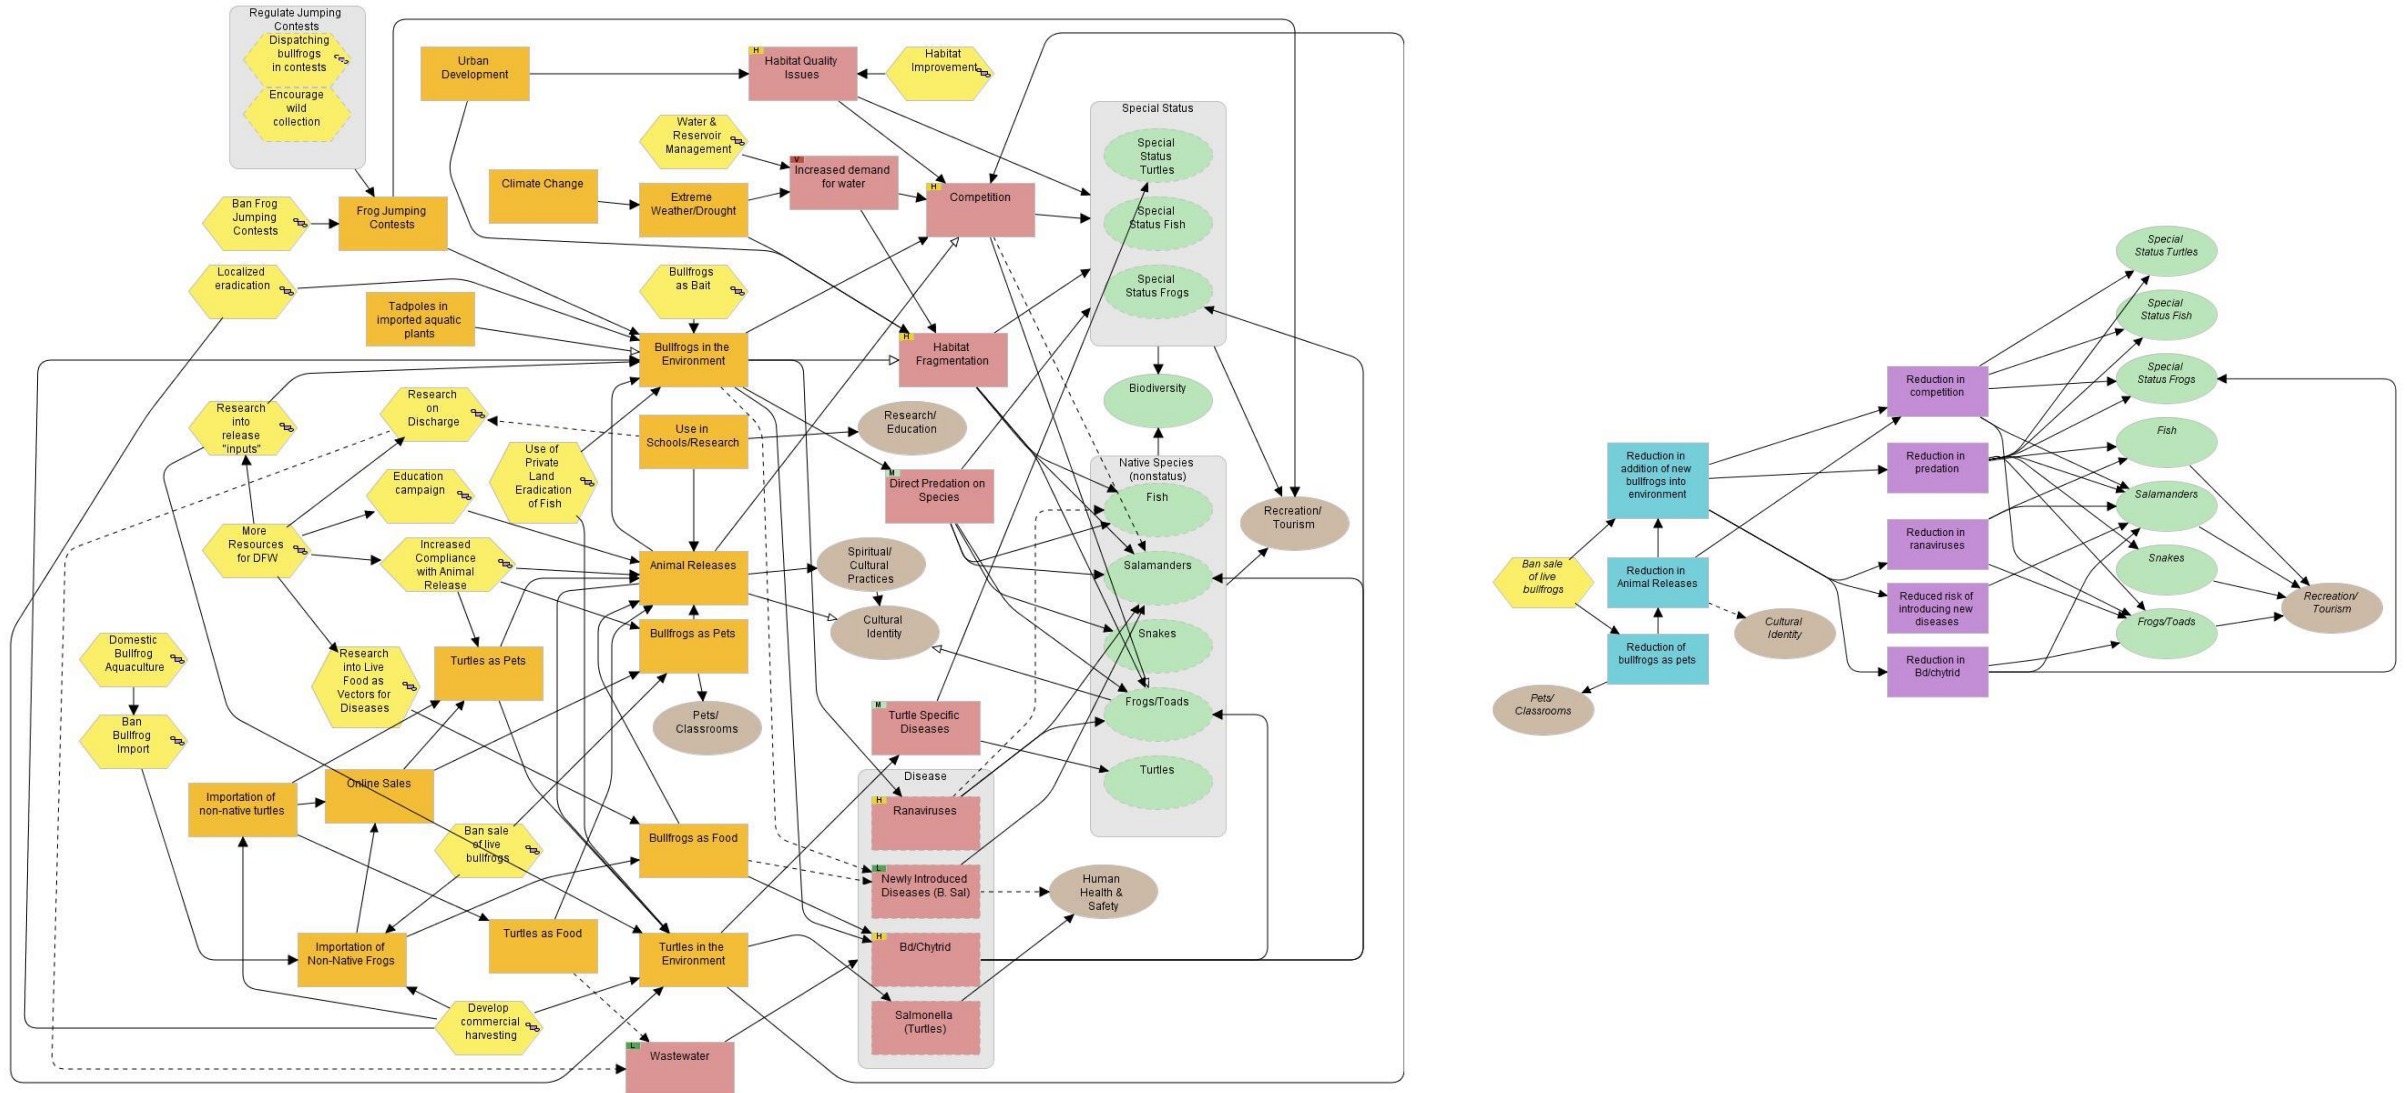 Regulate Jumping
Contests
Dispatching
bullfrogs
in contests
Encourage
wild
collection
Urban
Development
H
Habitat Quality
Issues
Habitat
Improvement
Water &
Reservoir
Management
V
Increased demand
for water
Climate Change
Extreme
Weather/Drought
H
Competition
Special Status
Special
Status
Turtles
Special
Status Fish
Special
Status Frogs
Ban Frog
Jumping
Contests
Frog Jumping
Contests
Localized
eradication
Bullfrogs
as Bait
Tadpoles in
imported aquatic
plants
Bullfrogs in the
Environment
H
Habitat
Fragmentation
Biodiversity
Research
into
release
"inputs"
Research
on
Discharge
Use in
Schools/Research
Research/
Education
Use of
Private
Land
Eradication
of Fish
Education
campaign
M
Direct Predation on
Species
Native Species
(nonstatus)
Fish
Salamanders
Snakes
Frogs/Toads
Turtles
Recreation/
Tourism
More
Resources
for DFW
Increased
Compliance
with Animal
Release
Animal Releases
Spiritual/
Cultural
Practices
Cultural
Identity
Bullfrogs as Pets
Pets/
Classrooms
Domestic
Bullfrog
Aquaculture
Research
into Live
Food as
Vectors for
Diseases
Turtles as Pets
Ban
Bullfrog
Import
M
Turtle Specific
Diseases
Importation of
non-native turtles
Online Sales
Ban sale
of live
bullfrogs
Bullfrogs as Food
Disease
H
Ranaviruses
L
Newly Introduced
Diseases (B. Sal)
H
Bd/Chytrid
Salmonella
(Turtles)
Human
Health &
Safety
Importation of
Non-Native Frogs
Turtles as Food
Turtles in the
Environment
Develop
commercial
harvesting
L
Wastewater
Ban sale
of live
bullfrogs
Reduction in
addition of new
bullfrogs into
environment
Reduction in
Animal Releases
Reduction of
bullfrogs as pets
Pets/
Classrooms
Cultural
Identity
Reduction in
competition
Reduction in
predation
Reduction in
ranaviruses
Reduced risk of
introducing new
diseases
Reduction in
Bd/chytrid
Special
Status Turtles
Special
Status Fish
Special
Status Frogs
Fish
Salamanders
Snakes
Frogs/Toads
Recreation/
Tourism